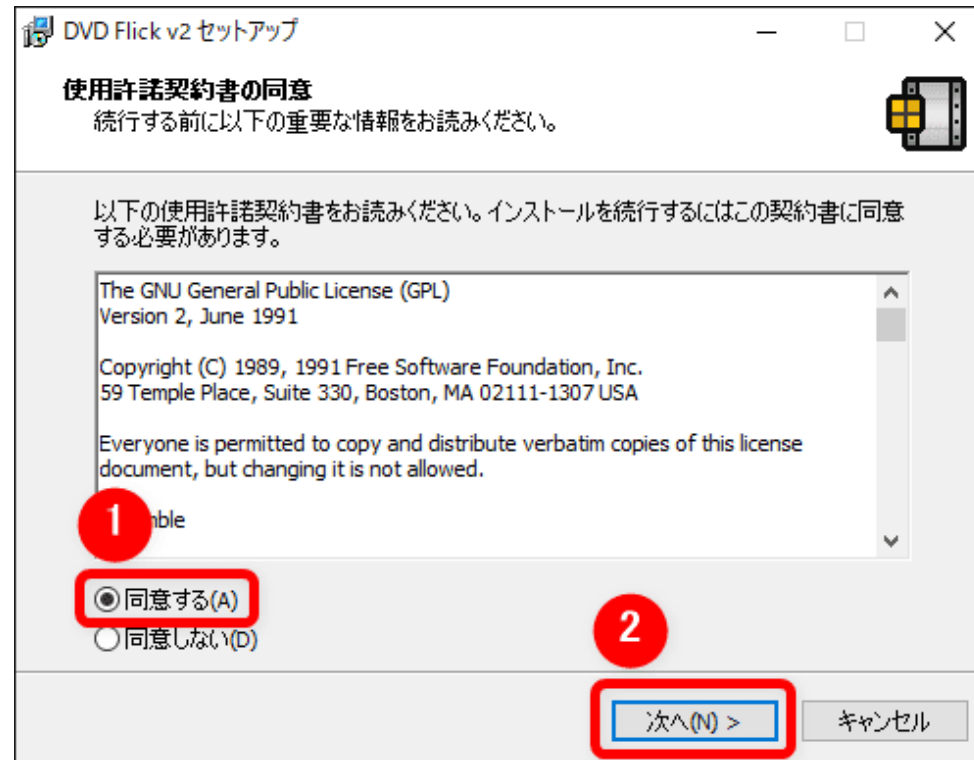 DVD Flick v2 セットアップ
使用許諾契約書の同意
続行する前に以下の重要な情報をお読みください。
以下の使用許諾契約書をお読みください。インストールを続行するにはこの契約書に同意
する必要があります。
The GNU General Public License (GPL)
Version 2, June 1991
Copyright (C) 1989, 1991 Free Software Foundation, Inc.
59 Temple Place, Suite 330, Boston, MA 02111-1307 USA
Everyone is permitted to copy and distribute verbatim copies of this license
document, but changing it is not allowed.
1
同意する(A)
同意しない(D)
2
次へ(N) >
キャンセル